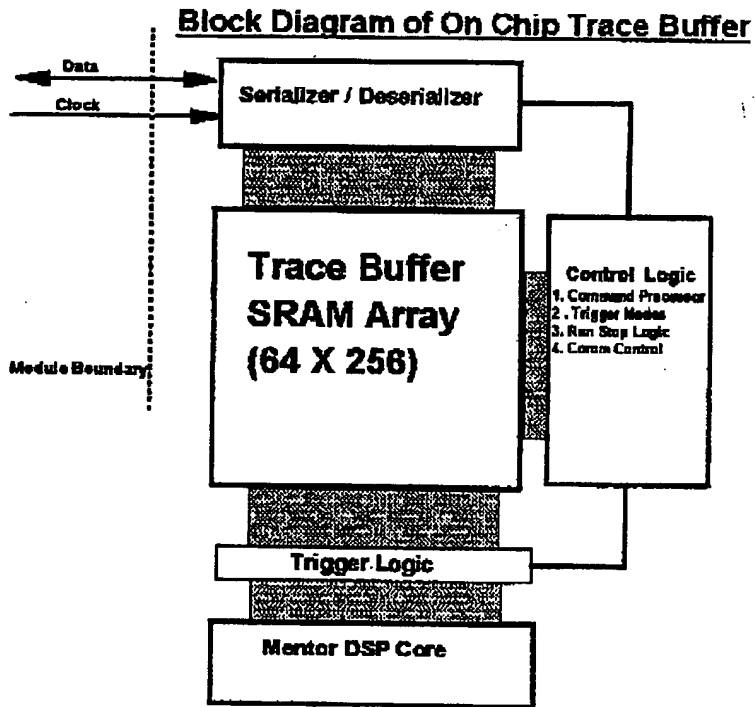 Block Diagram of On Chip Trace Buffer
Data
Clock
Serializer / Deserializer
Trace Buffer
SRAM Array
(64 X 256)
Control Logic
1. Command Processor
2 . Trigger Modes
3. Run Stop Logic
4. Comm Control
Module Boundary
Trigger Logic
Mentor DSP Core